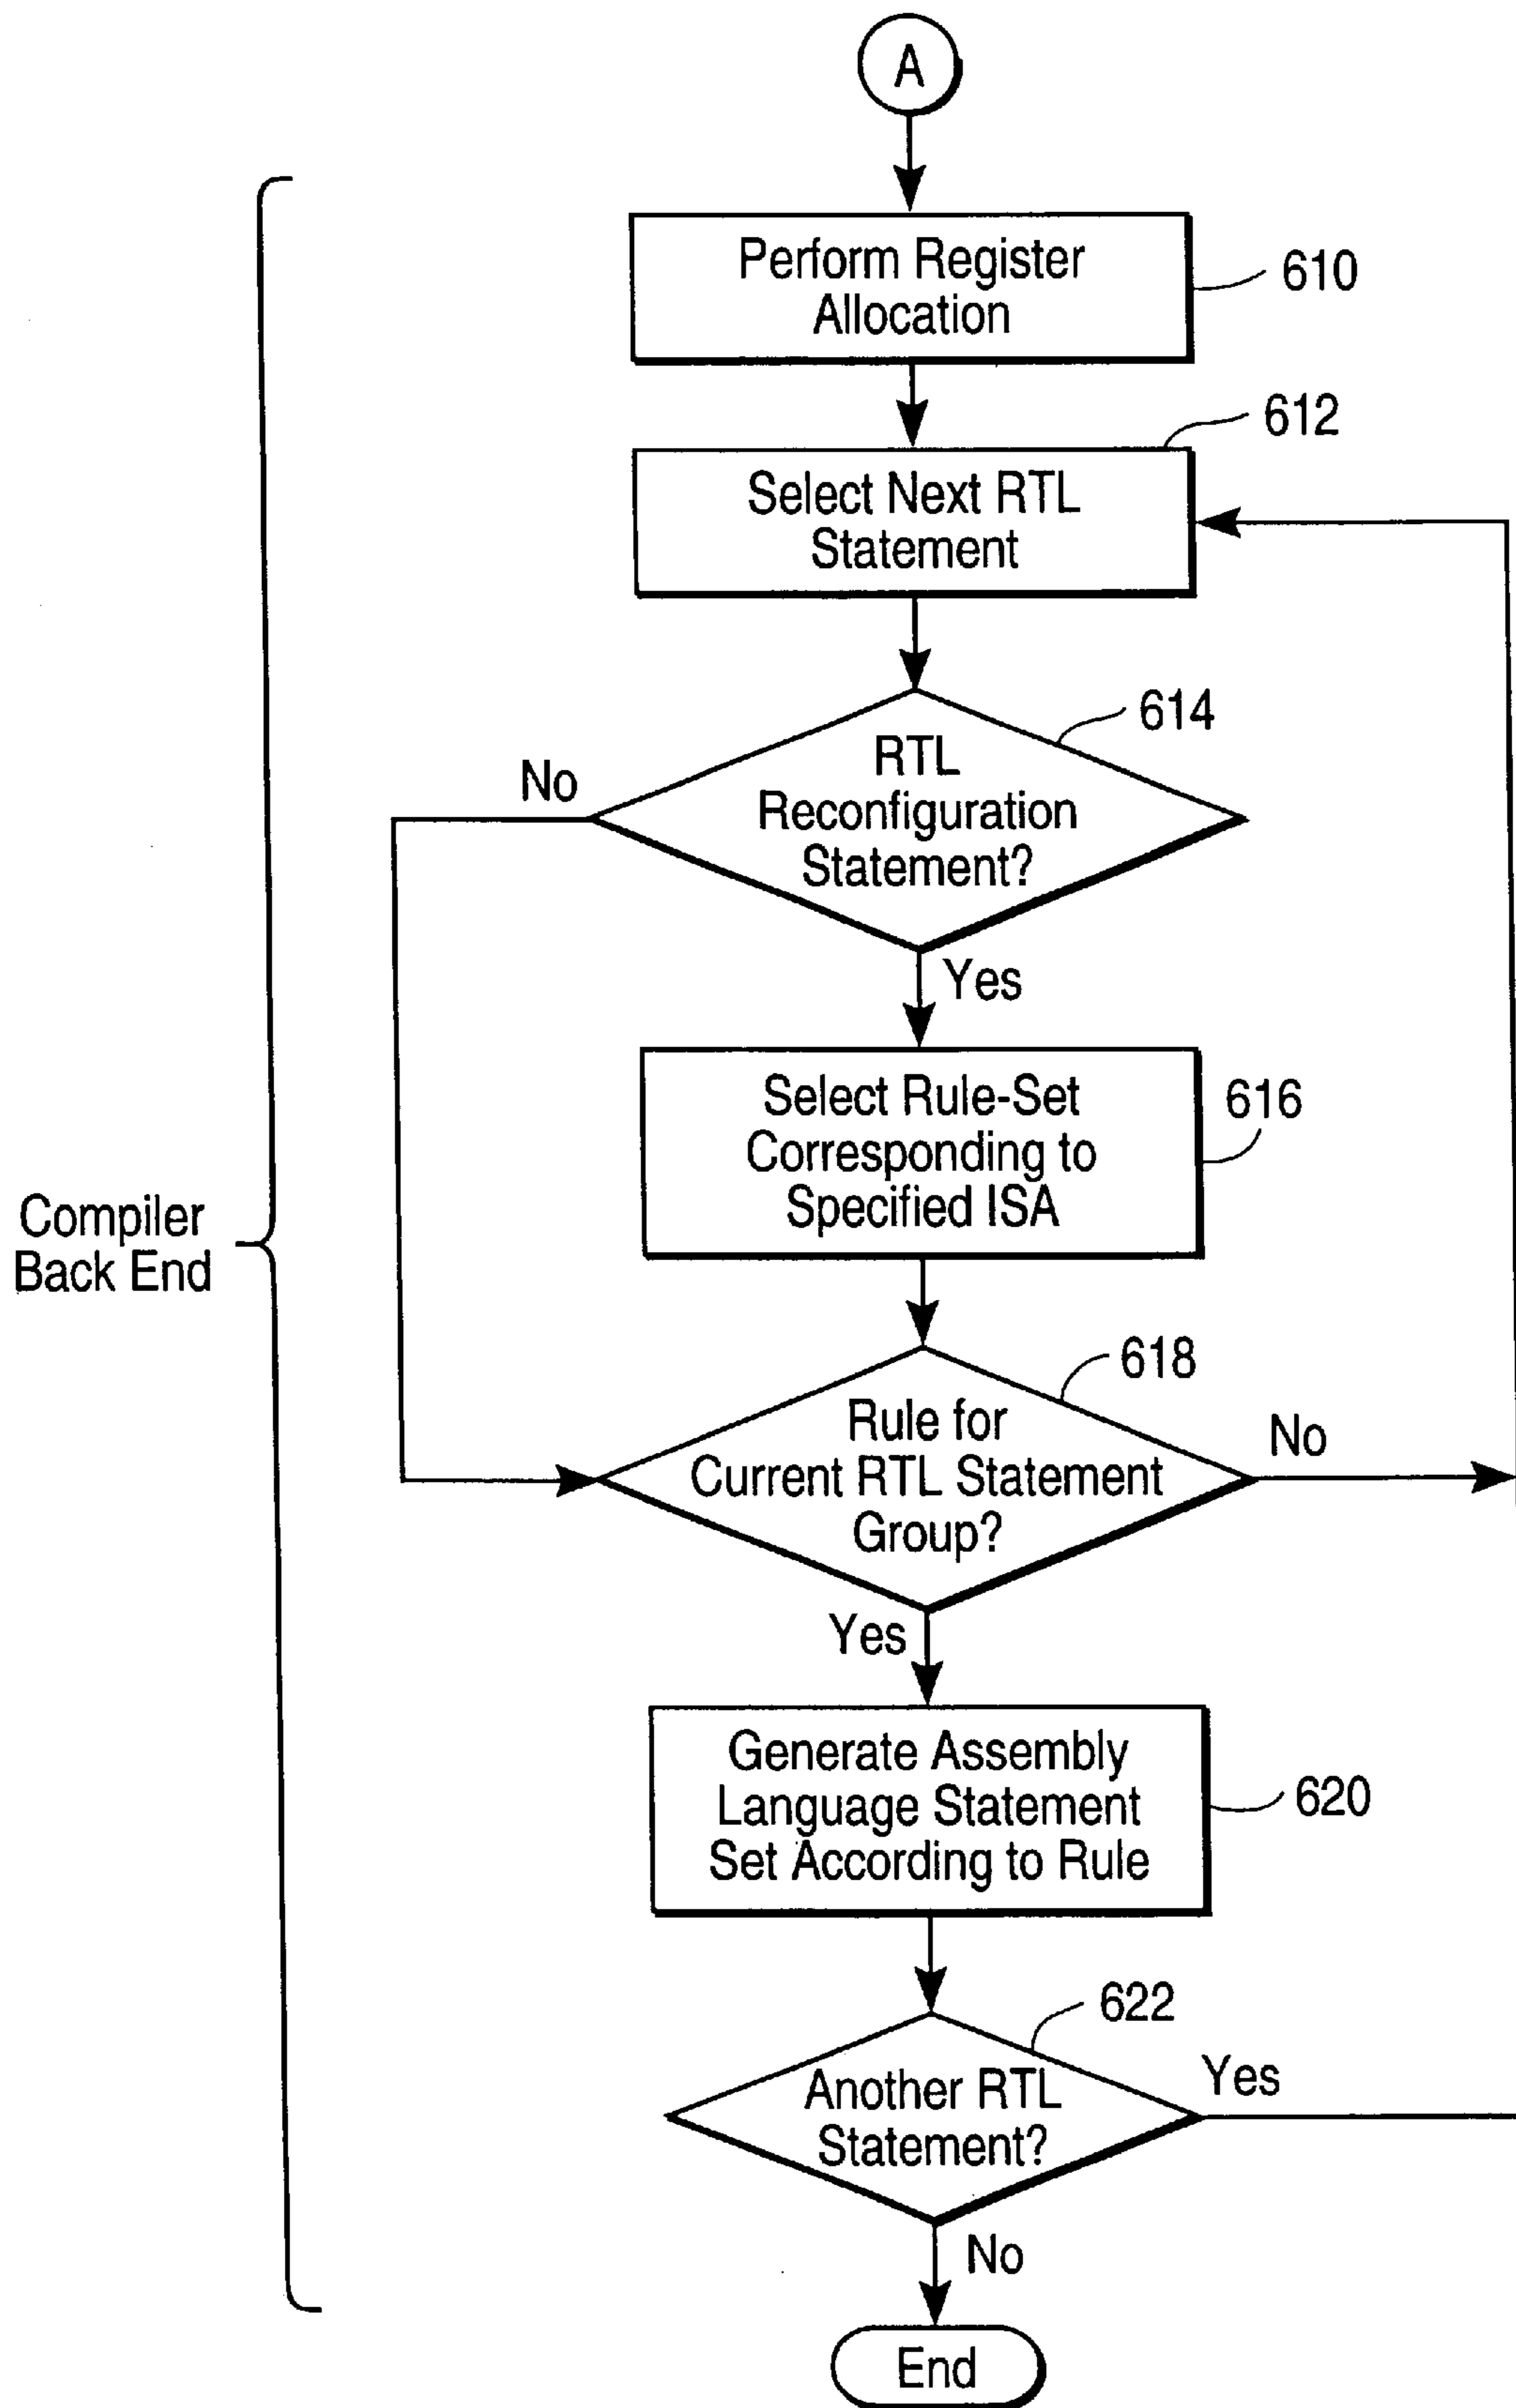 A
Perform Register
Allocation
610
612
Select Next RTL
Statement
614
RTL
Reconfiguration
Statement?
No
Yes
Select Rule-Set
Corresponding to
Specified ISA
616
Compiler
Back End
618
Rule for
Current RTL Statement
Group?
No
Yes
Generate Assembly
Language Statement
Set According to Rule
620
622
Another RTL
Statement?
Yes
No
End